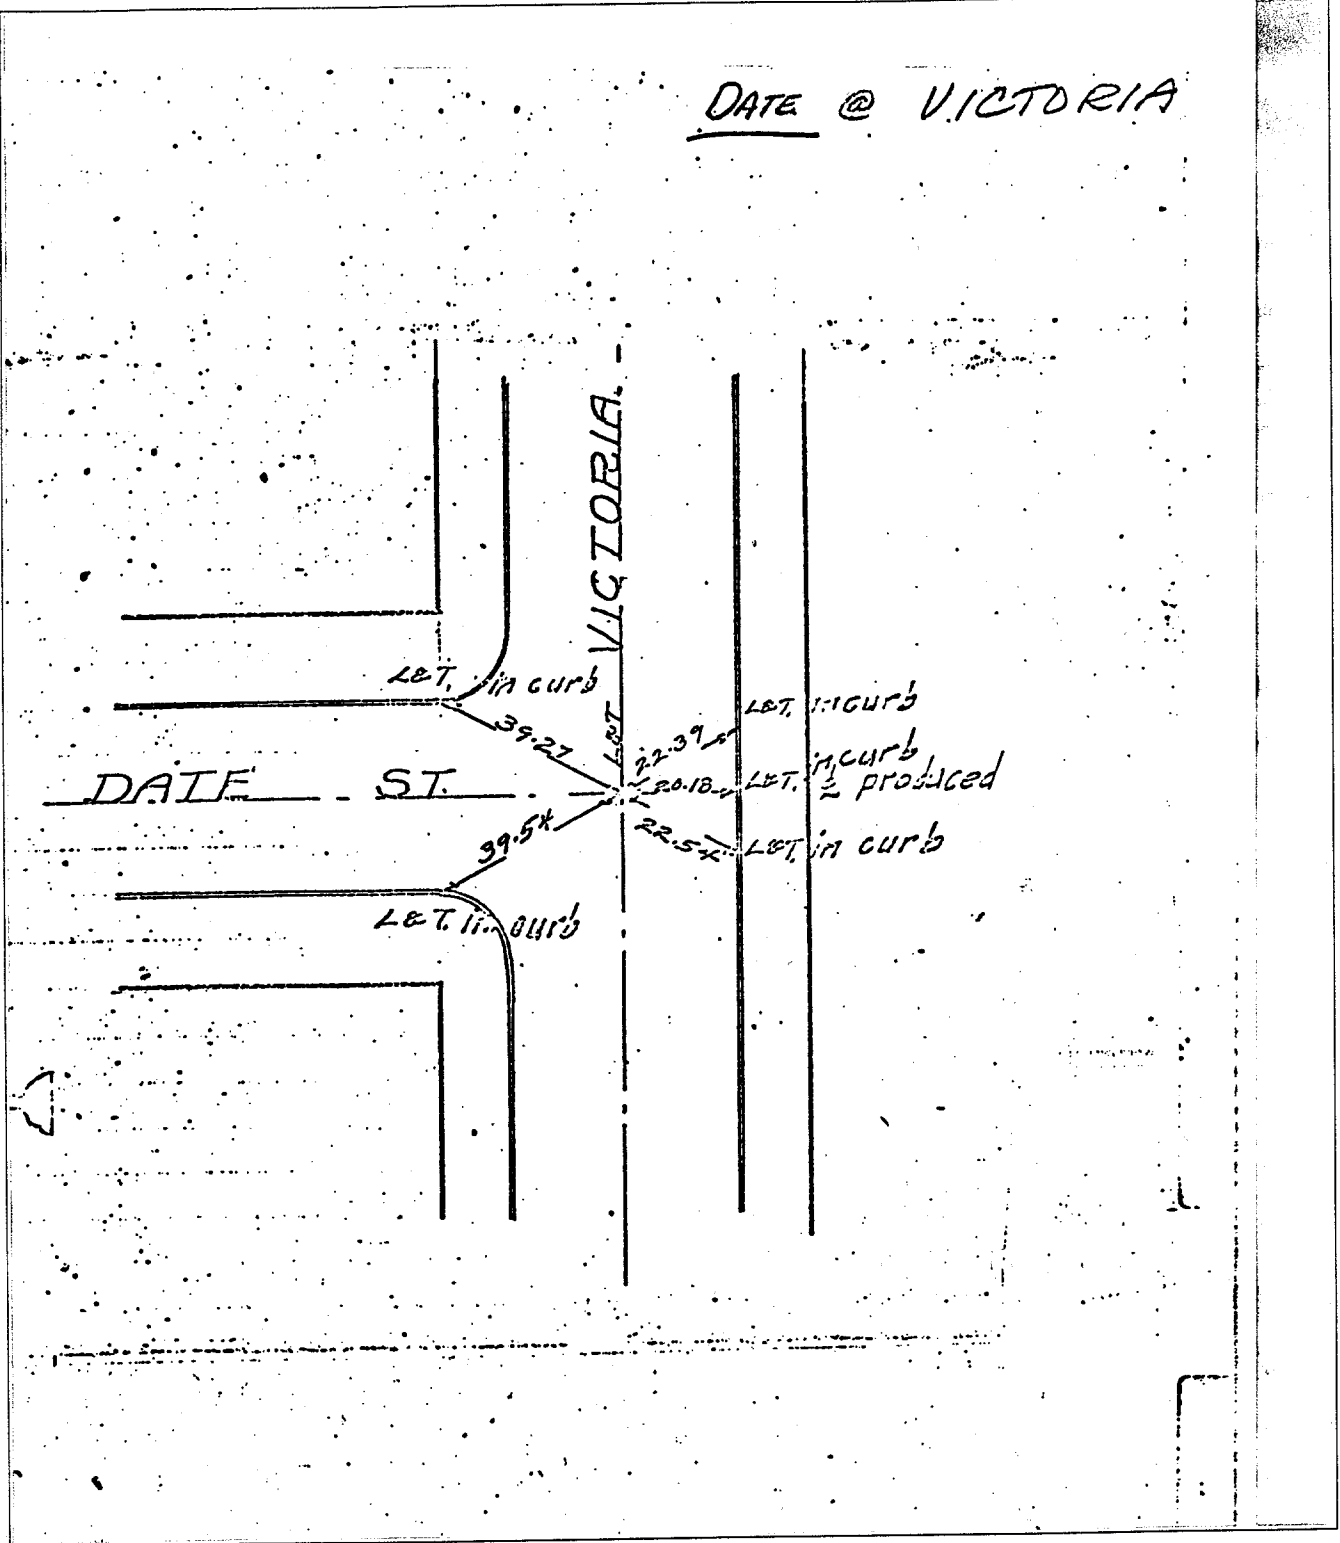 DATE @ VICTORIA
VICTORIA
L&T. in curb
L&T
39.27
22.39
L&T. in curb
in curb
DATE ST.
20.18
L&T. ⅊ produced
39.5*
22.5
L&T. in curb
L&T. in curb